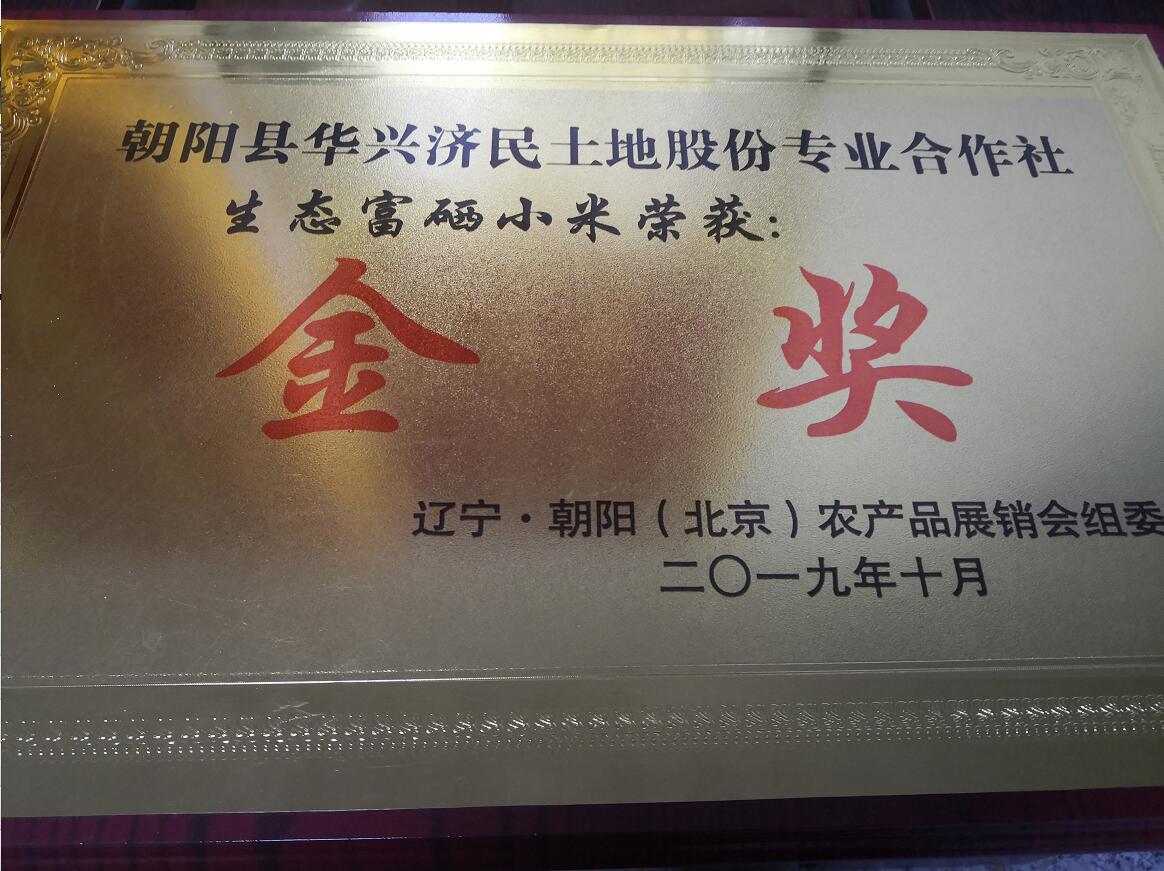 朝阳县华兴济民土地股份专业合作社
生态富硒小米荣获：
金奖
辽宁·朝阳（北京）农产品展销会组委
二〇一九年十月